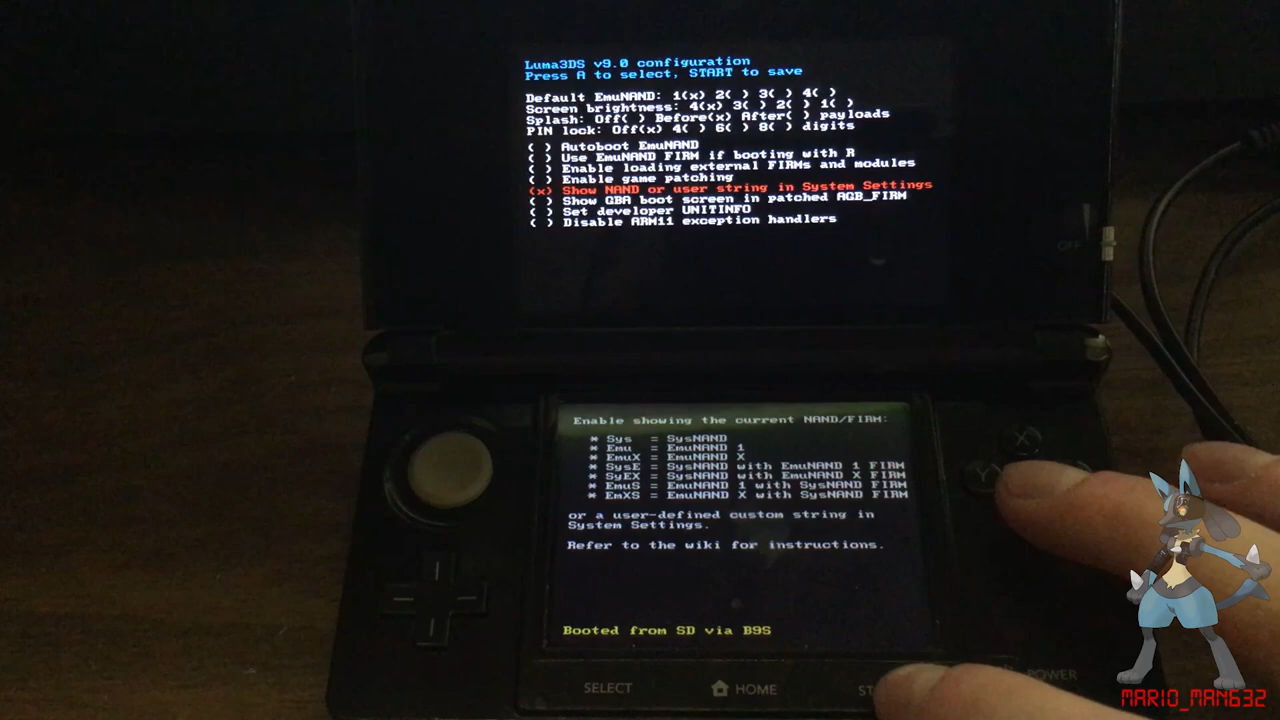 Luma3DS v9.0 configuration
Press A to select, START to save
Default EmuNAND: 1(x) 2( ) 3( ) 4( )
Screen brightness: 4(x) 3( ) 2( ) 1( )
Splash: Off( ) Before(x) After( ) payloads
PIN lock: Off(x) 4( ) 6( ) 8( ) digits
( ) Autoboot EmuNAND
( ) Use EmuNAND FIRM if booting with R
( ) Enable loading external FIRMs and modules
( ) Enable game patching
(x) Show NAND or user string in System Settings
( ) Show GBA boot screen in patched AGB_FIRM
( ) Set developer UNITINFO
( ) Disable ARM11 exception handlers
OFF
Enable showing the current NAND/FIRM:
* Sys = SysNAND
* Emu = EmuNAND 1
* EmuX = EmuNAND X
* SysE = SysNAND with EmuNAND 1 FIRM
* SyEX = SysNAND with EmuNAND X FIRM
* EmuS = EmuNAND 1 with SysNAND FIRM
* EmXS = EmuNAND X with SysNAND FIRM
or a user-defined custom string in
System Settings.
Refer to the wiki for instructions.
Booted from SD via B9S
X
Y
SELECT
HOME
POWER
MARIO_MAN632